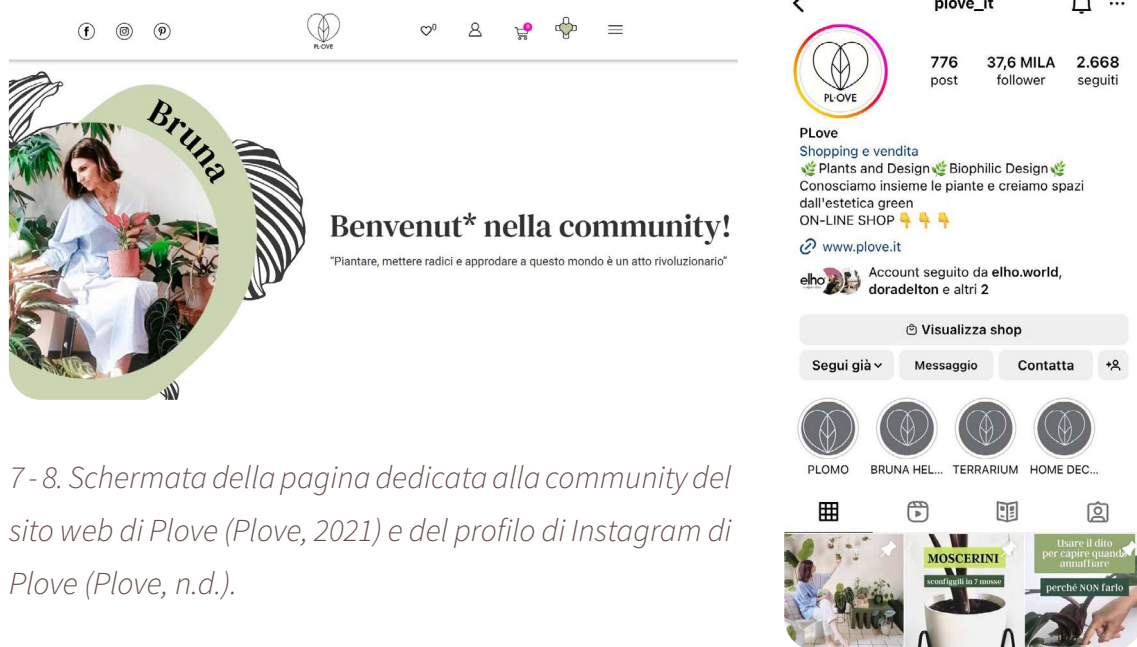 PL·OVE
0
0
Bruna
Benvenut* nella community!
“Piantare, mettere radici e approdare a questo mondo è un atto rivoluzionario”
7 - 8. Schermata della pagina dedicata alla community del
sito web di Plove (Plove, 2021) e del profilo di Instagram di
Plove (Plove, n.d.).
plove_it
PL·OVE
776
37,6 MILA
2.668
post
follower
seguiti
PLove
Shopping e vendita
🌿Plants and Design🌿Biophilic Design🌿
Conosciamo insieme le piante e creiamo spazi
dall'estetica green
ON-LINE SHOP👇👇👇
www.plove.it
elho
Account seguito da elho.world,
doradelton e altri 2
Visualizza shop
Segui già
Messaggio
Contatta
PLOMO
BRUNA HEL...
TERRARIUM
HOME DEC...
MOSCERINI
sconfiggili in 7 mosse
Usare il dito
per capire quando
annaffiare
perché NON farlo